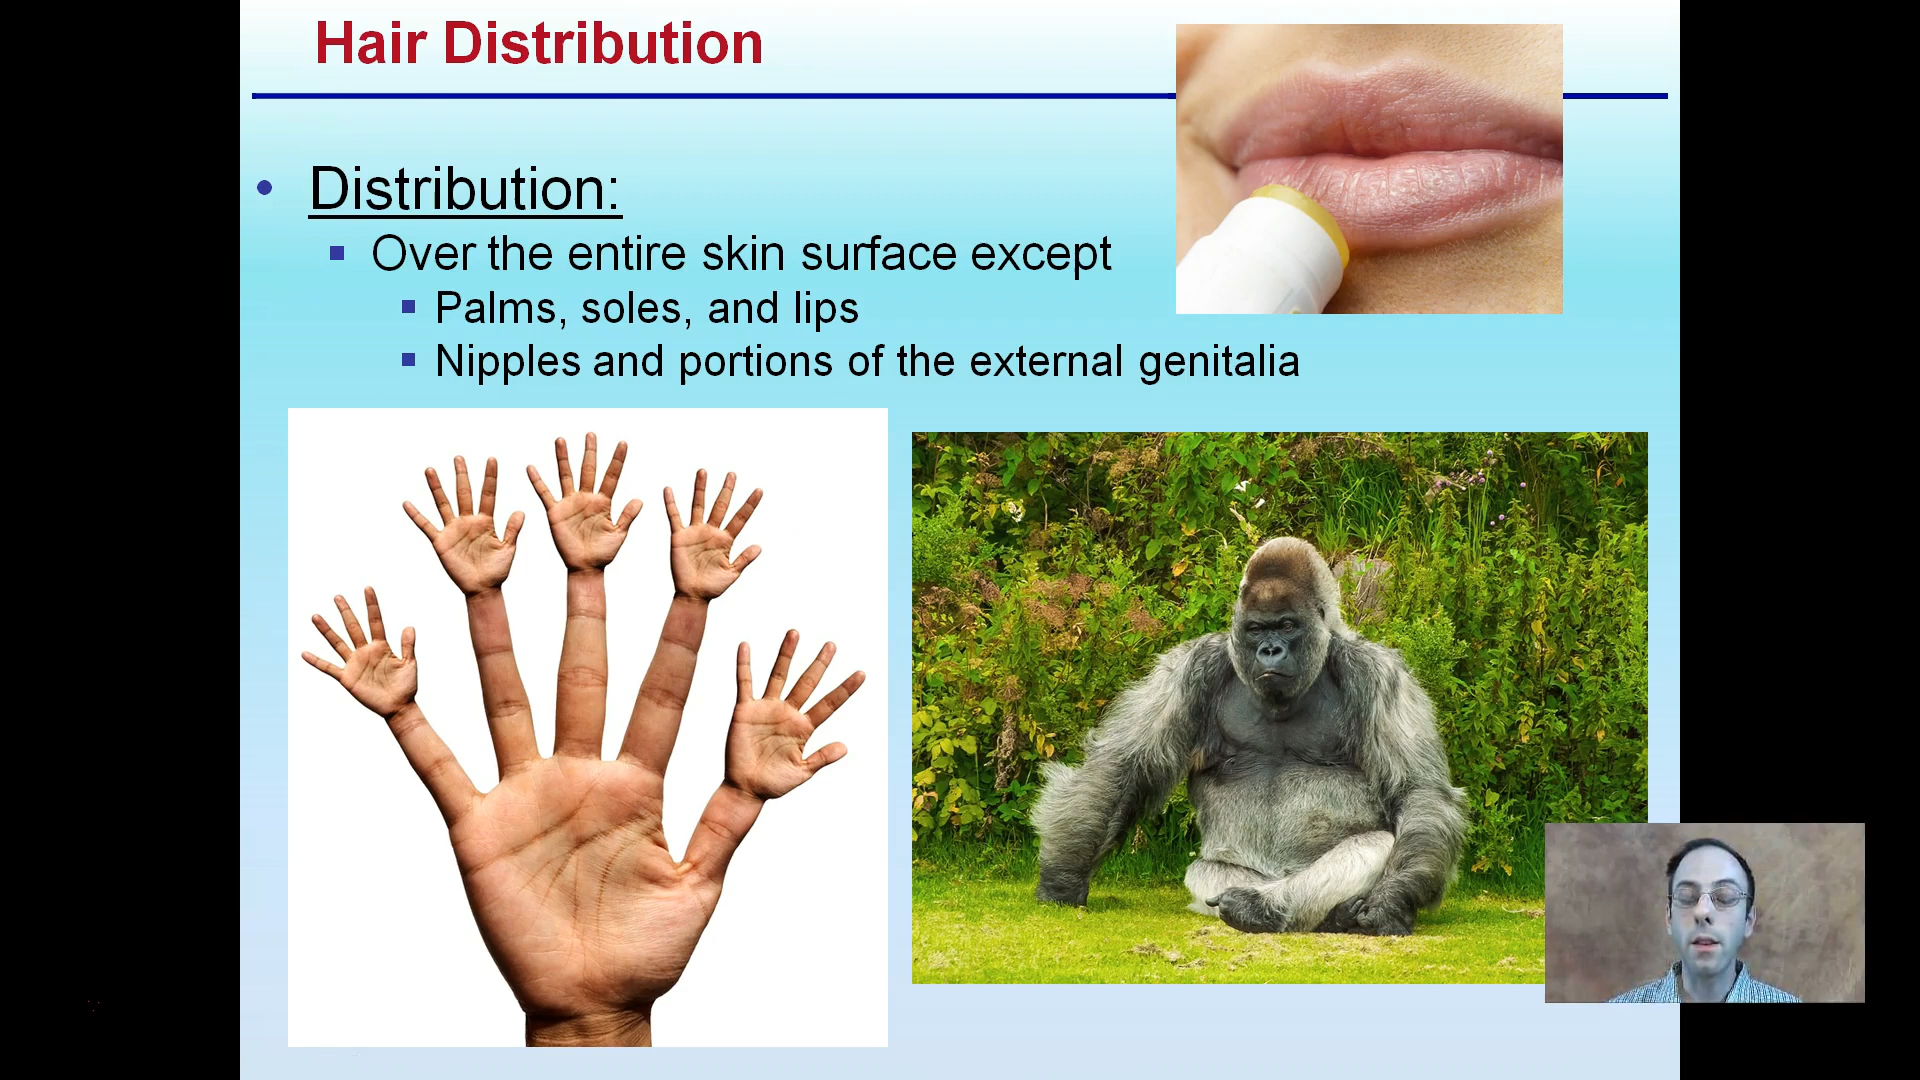 Hair Distribution
Distribution:
Over the entire skin surface except
Palms, soles, and lips
Nipples and portions of the external genitalia